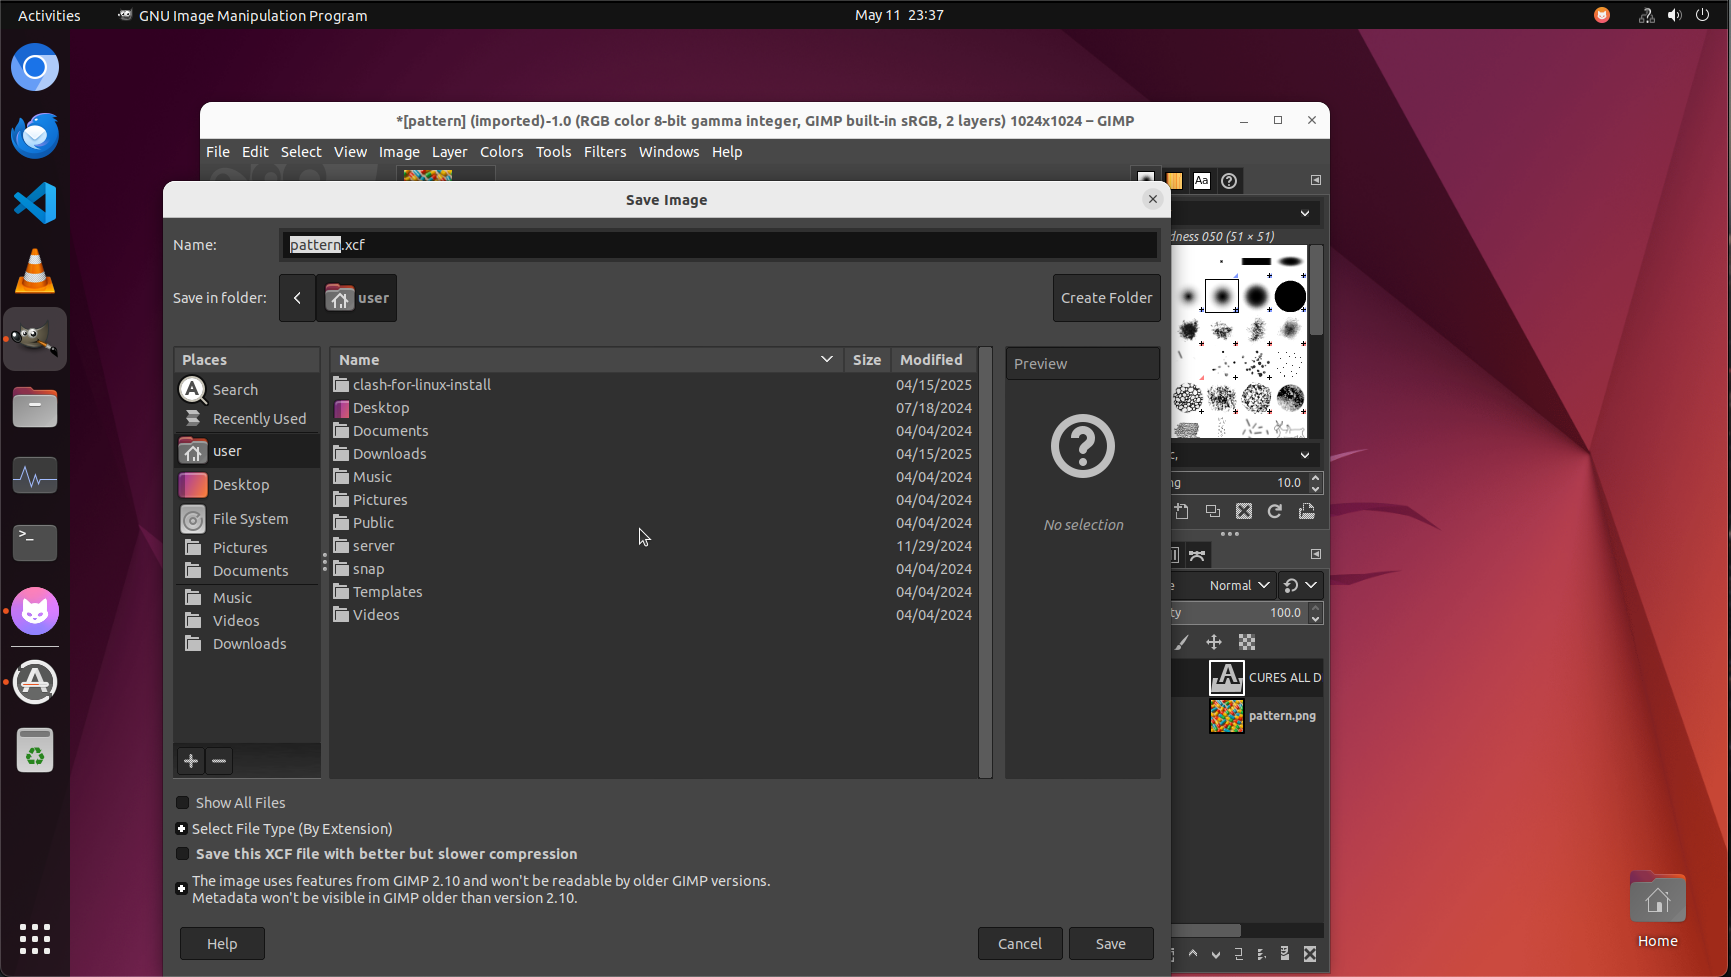 Activities
GNU Image Manipulation Program
May 11 23:37
*[pattern] (imported)-1.0 (RGB color 8-bit gamma integer, GIMP built-in sRGB, 2 layers) 1024x1024 – GIMP
File Edit Select View Image Layer Colors Tools Filters Windows Help
Aa
Save Image
Name:
pattern.xcf
dness 050 (51 × 51)
Save in folder:
user
Create Folder
Places
Name
Size
Modified
Preview
Search
Recently Used
user
Desktop
File System
Pictures
Documents
Music
Videos
Downloads
clash-for-linux-install 04/15/2025
Desktop 07/18/2024
Documents 04/04/2024
Downloads 04/15/2025
Music 04/04/2024
Pictures 04/04/2024
Public 04/04/2024
server 11/29/2024
snap 04/04/2024
Templates 04/04/2024
Videos 04/04/2024
No selection
ng 10.0
Normal
ty 100.0
CURES ALL D
pattern.png
Show All Files
Select File Type (By Extension)
Save this XCF file with better but slower compression
The image uses features from GIMP 2.10 and won't be readable by older GIMP versions.
Metadata won't be visible in GIMP older than version 2.10.
Help
Cancel
Save
Home